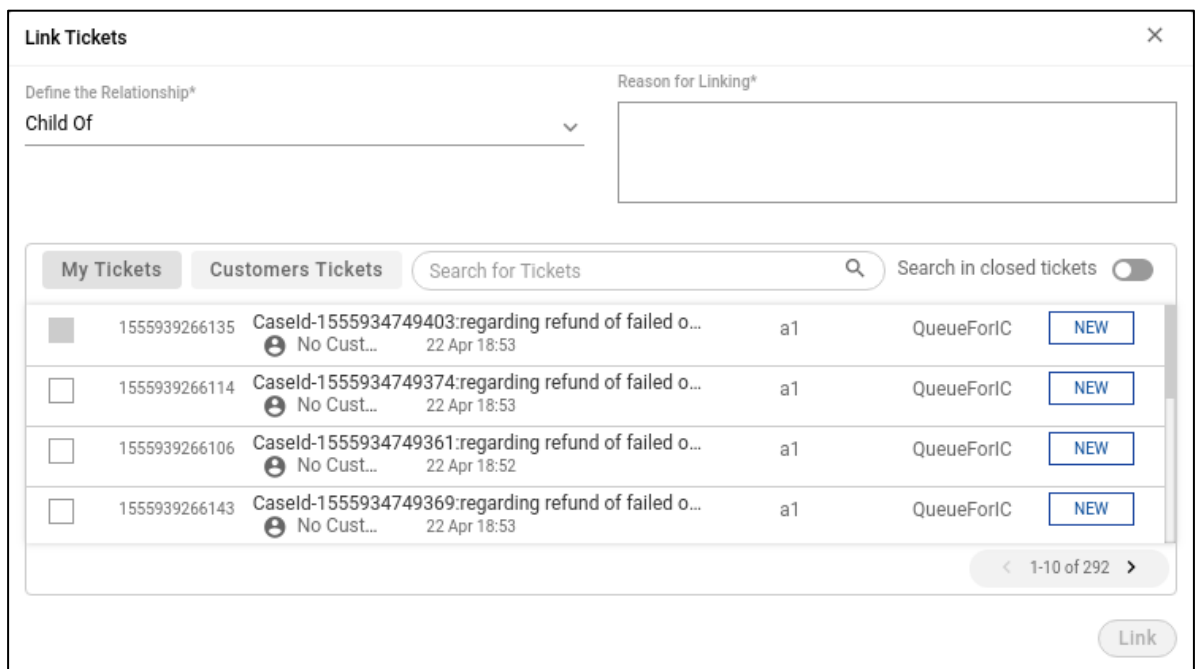 Link Tickets
Define the Relationship*
Child Of
Reason for Linking*
My Tickets Customers Tickets Search for Tickets Search in closed tickets
1555939266135 CaseId-1555934749403:regarding refund of failed o... a1 QueueForIC NEW
No Cust... 22 Apr 18:53
1555939266114 CaseId-1555934749374:regarding refund of failed o... a1 QueueForIC NEW
No Cust... 22 Apr 18:53
1555939266106 CaseId-1555934749361:regarding refund of failed o... a1 QueueForIC NEW
No Cust... 22 Apr 18:52
1555939266143 CaseId-1555934749369:regarding refund of failed o... a1 QueueForIC NEW
No Cust... 22 Apr 18:53
1-10 of 292
Link